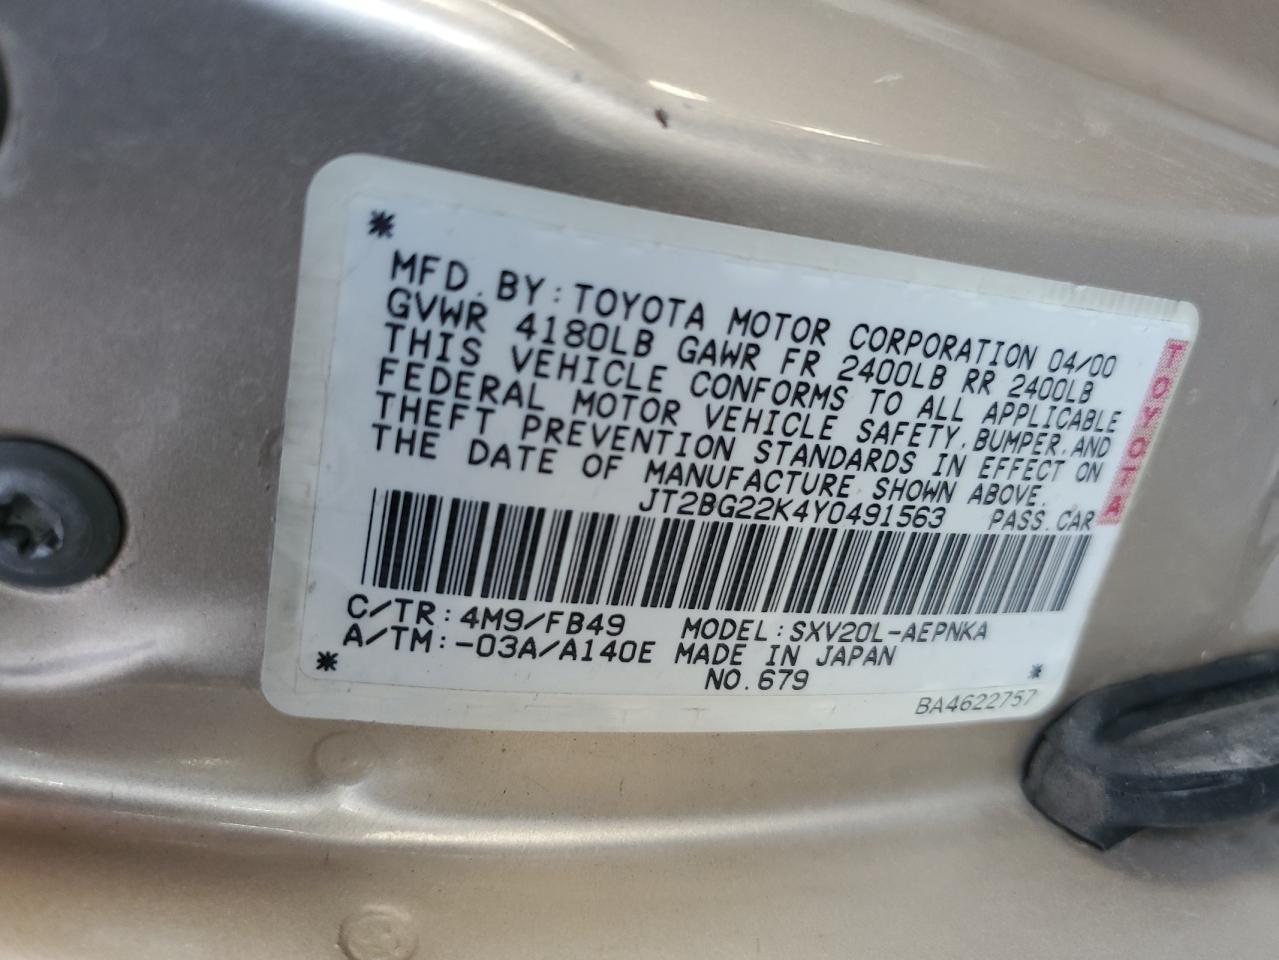 MFD. BY: TOYOTA MOTOR CORPORATION 04/00
GVWR 4180LB GAWR FR 2400LB RR 2400LB
THIS VEHICLE CONFORMS TO ALL APPLICABLE
FEDERAL MOTOR VEHICLE SAFETY, BUMPER, AND
THEFT PREVENTION STANDARDS IN EFFECT ON
THE DATE OF MANUFACTURE SHOWN ABOVE.
JT2BG22K4Y0491563 PASS. CAR
C/TR: 4M9/FB49 MODEL: SXV20L-AEPNKA
A/TM: -03A/A140E MADE IN JAPAN
NO. 679
BA4622757
TOYOTA